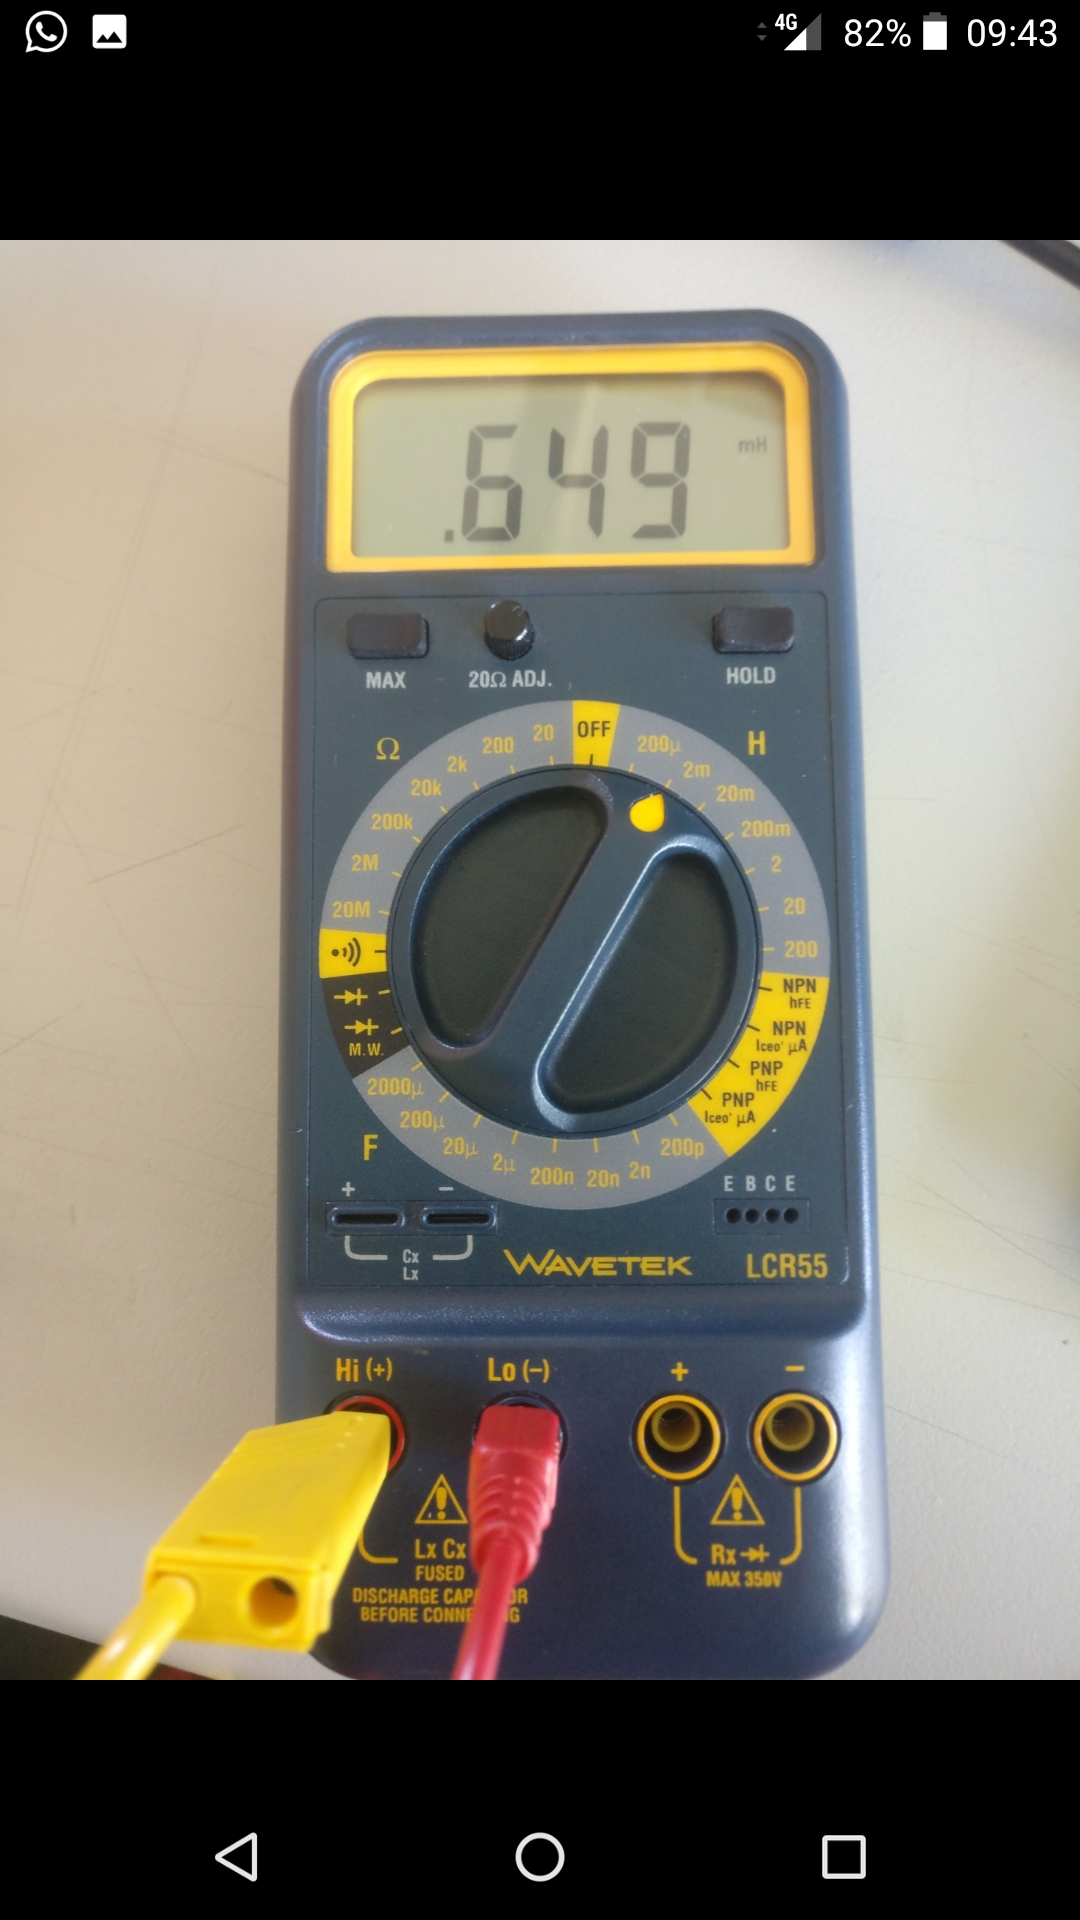 4G 82% 09:43
.649 mH
MAX
20Ω ADJ.
HOLD
OFF
Ω
20
200
2k
20k
200k
2M
20M
M.W.
H
200μ
2m
20m
200m
2
20
200
NPN
hFE
NPN
Iceo' μA
PNP
hFE
PNP
Iceo' μA
F
2000μ
200μ
20μ
2μ
200n
20n
2n
200p
+ −
Cx
Lx
E B C E
WAVETEK
LCR55
Hi (+)
Lo (−)
+ −
Lx Cx
FUSED
DISCHARGE
BEFORE
Rx
MAX 350V